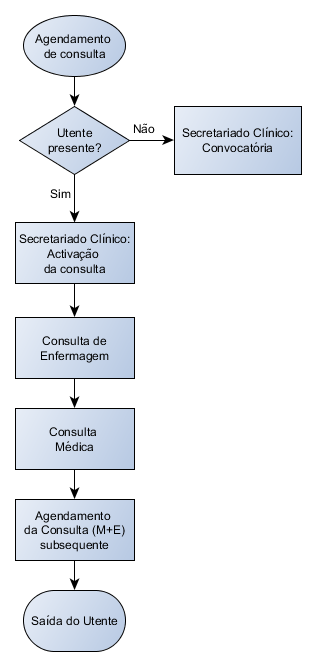 Agendamento
de consulta
Utente
presente?
Não
Secretariado Clínico:
Convocatória
Sim
Secretariado Clínico:
Activação
da consulta
Consulta de
Enfermagem
Consulta
Médica
Agendamento
da Consulta (M+E)
subsequente
Saída do Utente